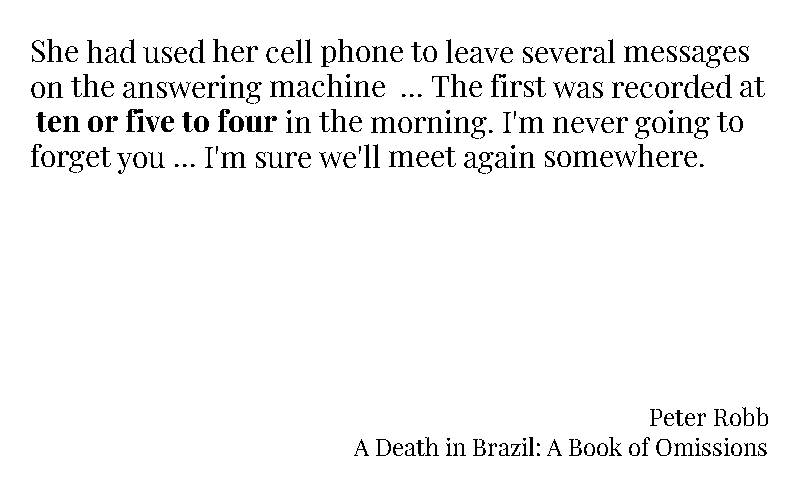 She had used her cell phone to leave several messages
on the answering machine ... The first was recorded at
ten or five to four in the morning. I'm never going to
forget you ... I'm sure we'll meet again somewhere.
Peter Robb
A Death in Brazil: A Book of Omissions